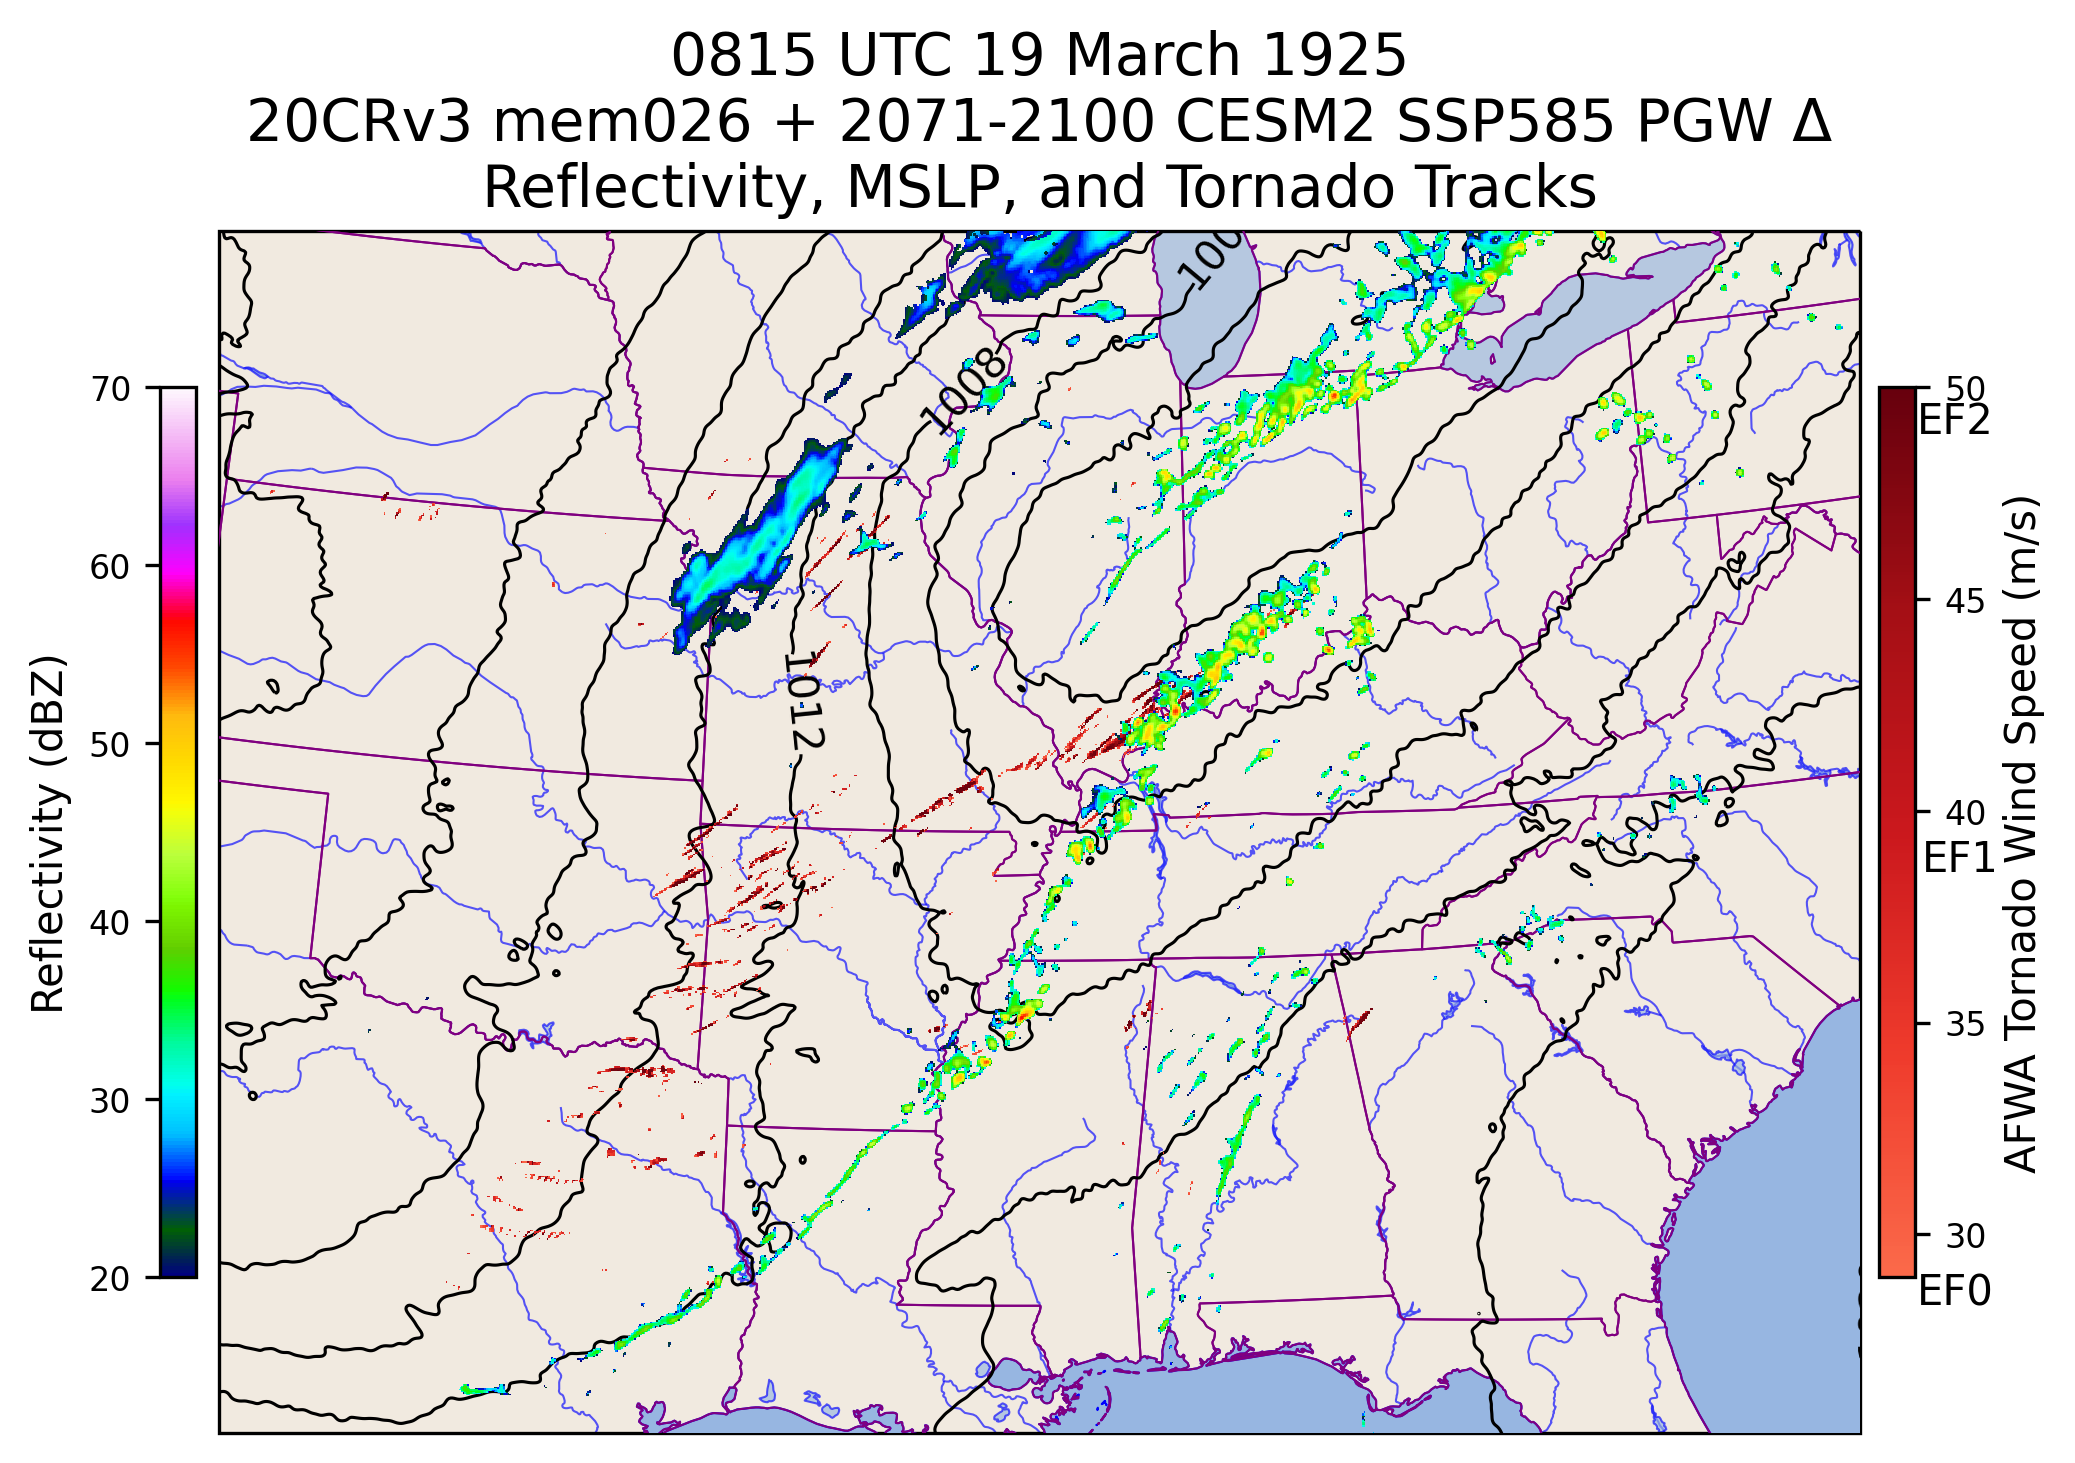 0815 UTC 19 March 1925
20CRv3 mem026 + 2071-2100 CESM2 SSP585 PGW Δ
Reflectivity, MSLP, and Tornado Tracks
70
60
50
40
30
20
Reflectivity (dBZ)
100
1008
1012
50
EF2
45
40
EF1
35
30
EF0
AFWA Tornado Wind Speed (m/s)